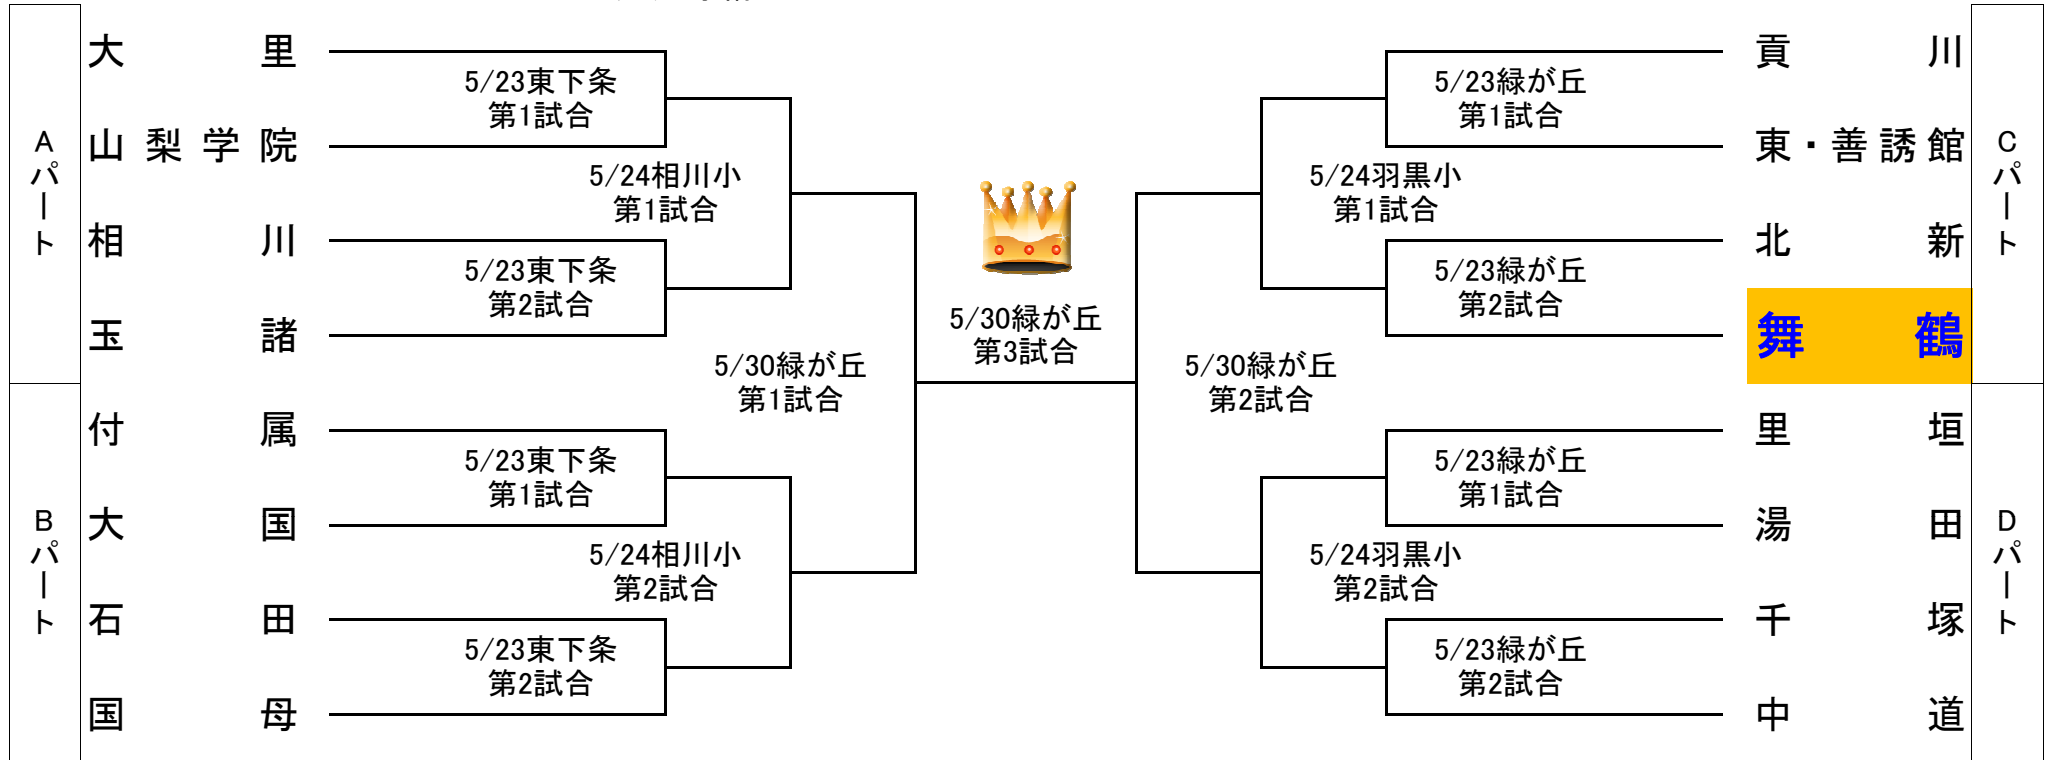 Aパート
大里
5/23東下条
第1試合
山梨学院
5/24相川小
第1試合
相川
5/23東下条
第2試合
玉諸
5/30緑が丘
第1試合
Bパート
付属
5/23東下条
第1試合
大国
5/24相川小
第2試合
石田
5/23東下条
第2試合
国母
5/30緑が丘
第3試合
Cパート
貢川
5/23緑が丘
第1試合
東・善誘館
5/24羽黒小
第1試合
北新
5/23緑が丘
第2試合
舞鶴
5/30緑が丘
第2試合
Dパート
里垣
5/23緑が丘
第1試合
湯田
5/24羽黒小
第2試合
千塚
5/23緑が丘
第2試合
中道